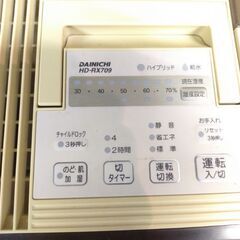 DAINICHI
HD-RX709
ハイブリッド
給水
現在湿度
30 40 50 60 70%
湿度設定
お手入れ
リセット
3秒押し
チャイルドロック
3秒押し
4
2時間
静音
省エネ
標準
のど・肌
加湿
切
タイマー
運転
切換
運転
入/切